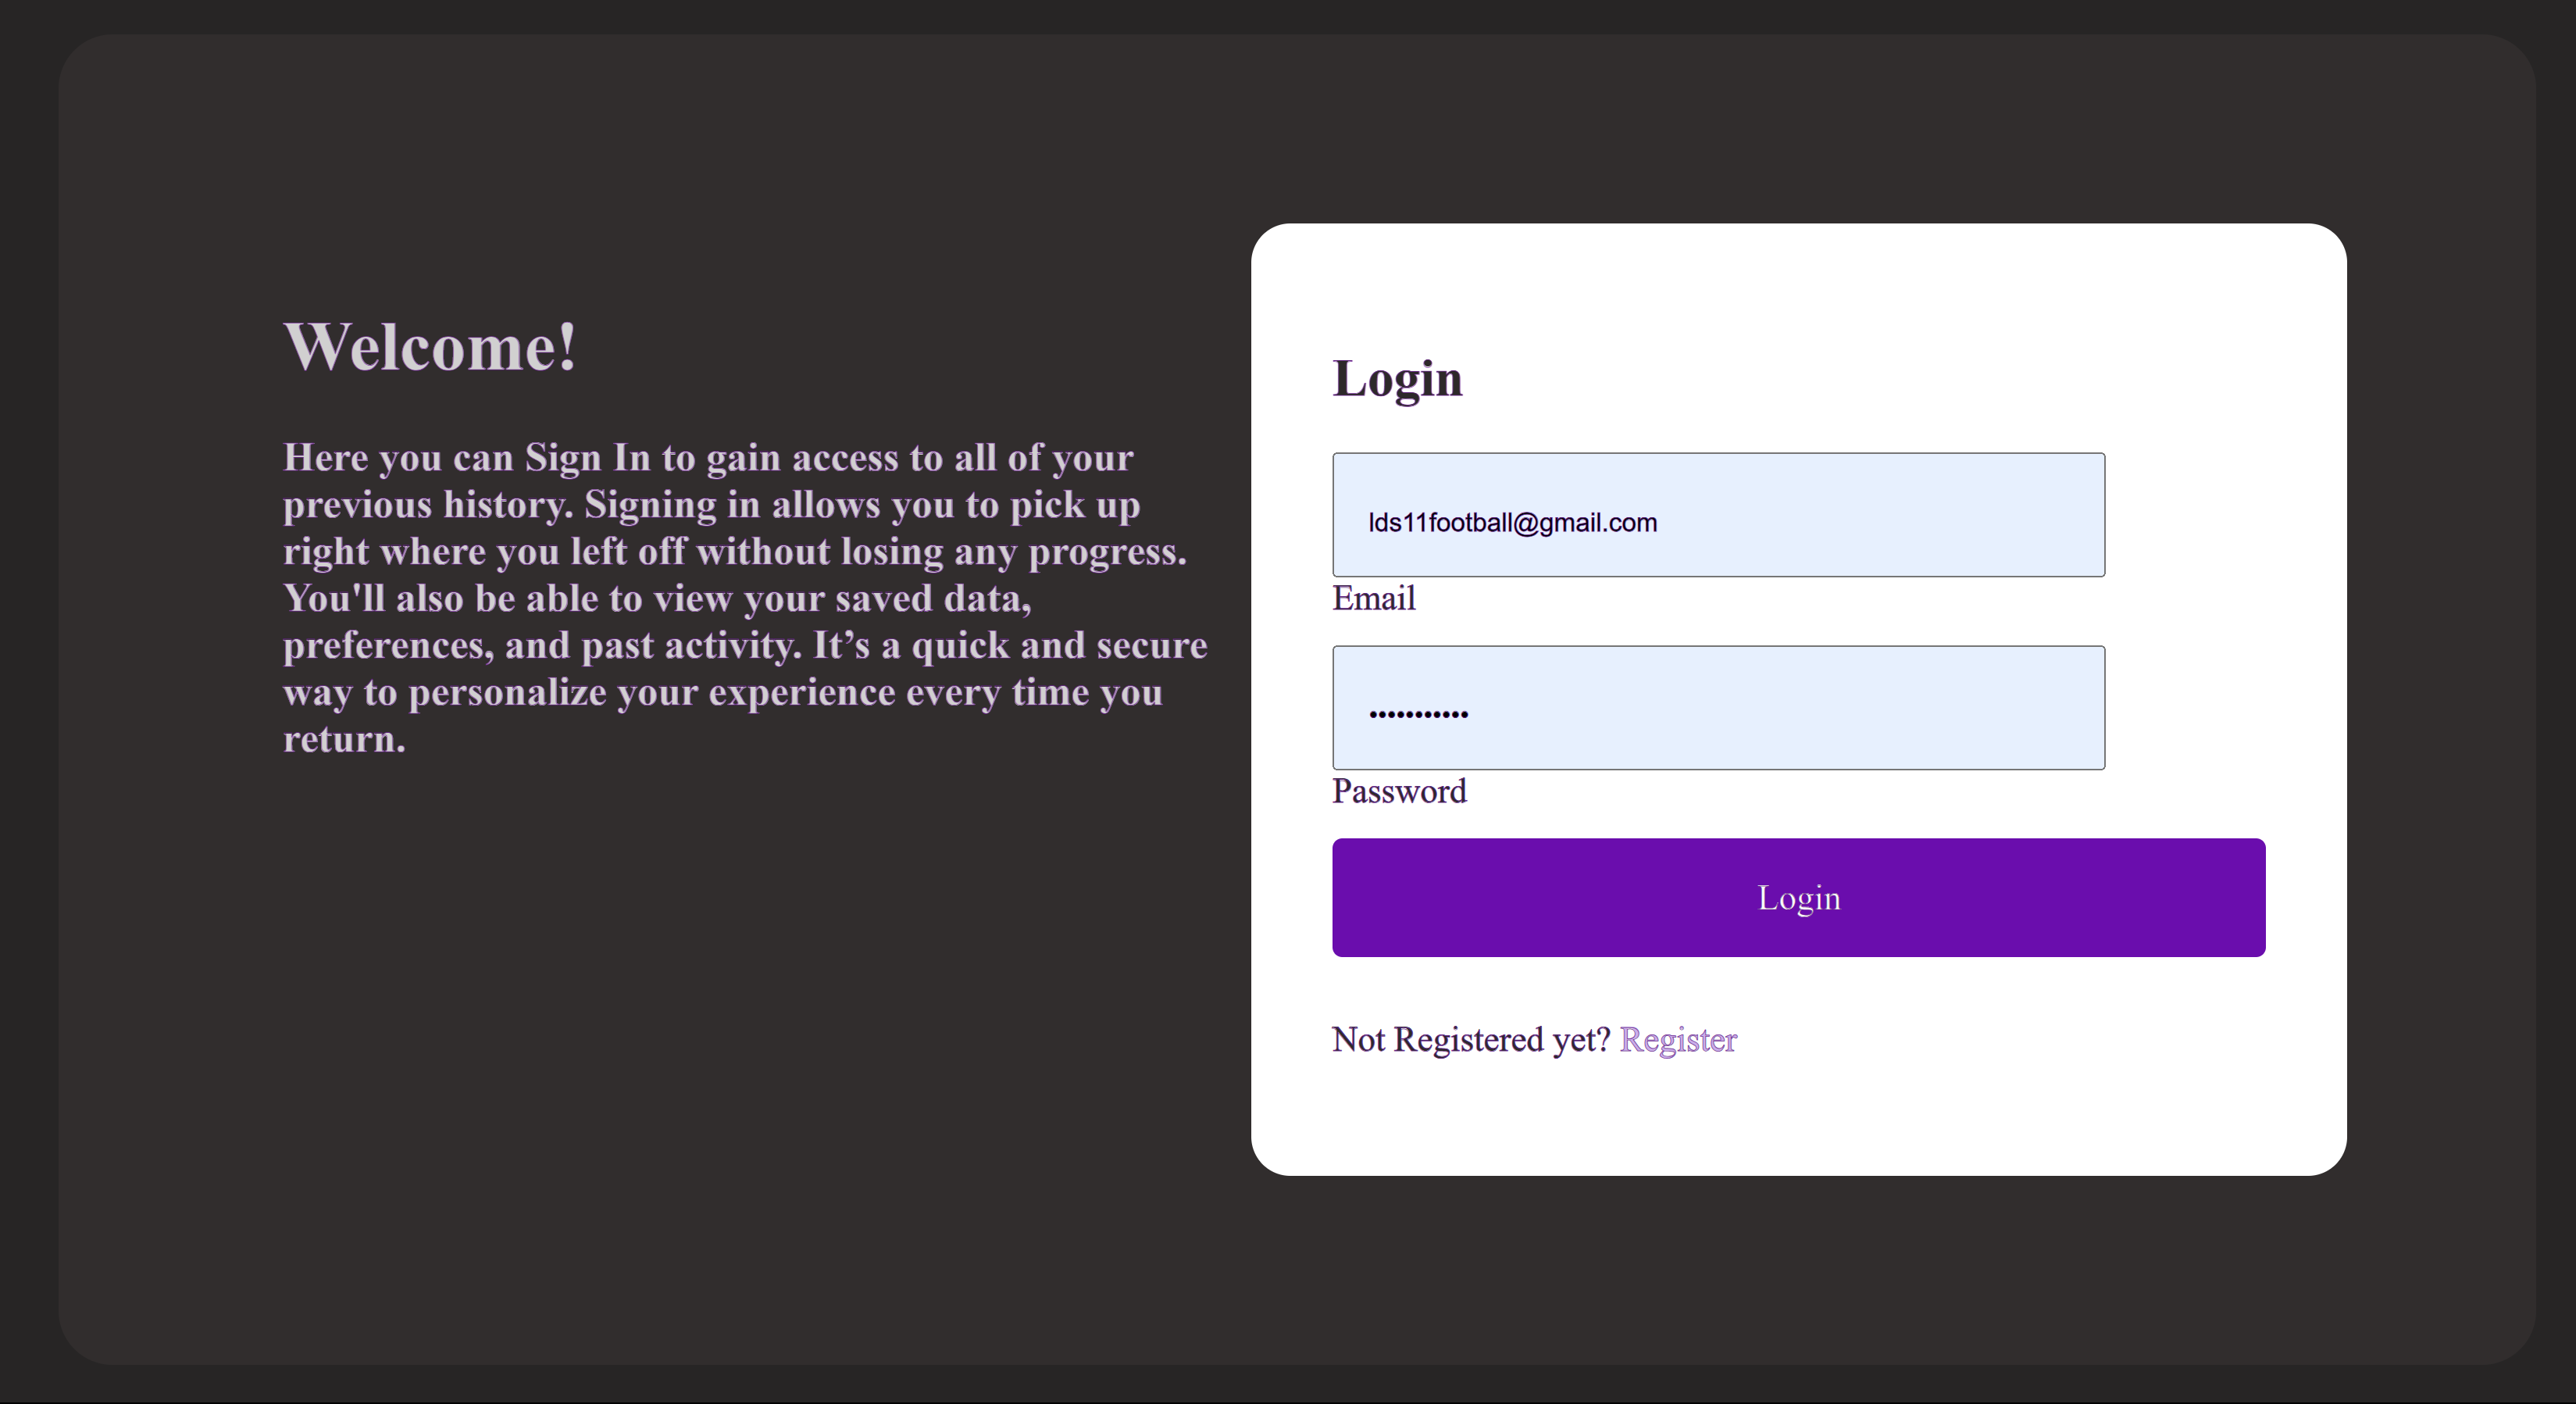 Welcome!
Here you can Sign In to gain access to all of your
previous history. Signing in allows you to pick up
right where you left off without losing any progress.
You'll also be able to view your saved data,
preferences, and past activity. It’s a quick and secure
way to personalize your experience every time you
return.
Login
lds11football@gmail.com
Email
•••••••••••
Password
Login
Not Registered yet? Register